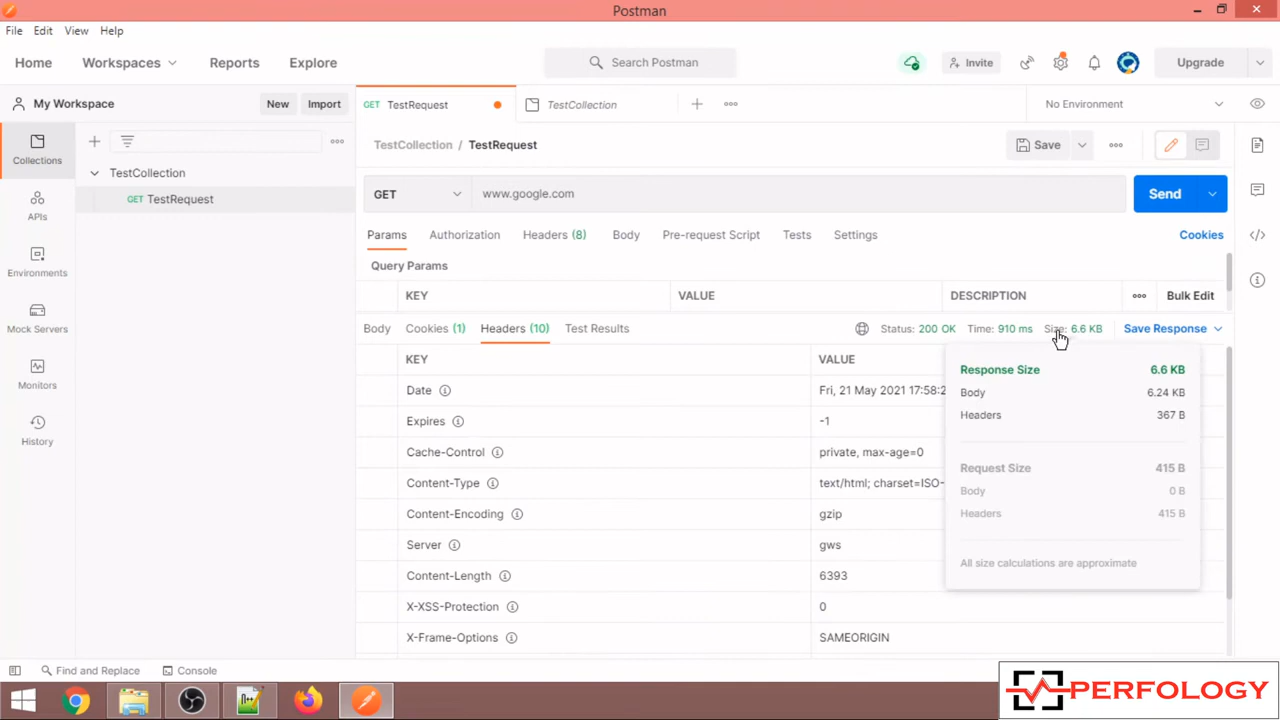 Postman
File Edit View Help
Home Workspaces Reports Explore Search Postman Invite Upgrade
My Workspace New Import GET TestRequest TestCollection No Environment
Collections
TestCollection
GET TestRequest
APIs
Environments
Mock Servers
Monitors
History
TestCollection / TestRequest Save
GET www.google.com Send
Params Authorization Headers (8) Body Pre-request Script Tests Settings Cookies
Query Params
KEY VALUE DESCRIPTION Bulk Edit
Body Cookies (1) Headers (10) Test Results Status: 200 OK Time: 910 ms Size: 6.6 KB Save Response
KEY VALUE
Date Fri, 21 May 2021 17:58:2
Expires -1
Cache-Control private, max-age=0
Content-Type text/html; charset=ISO-
Content-Encoding gzip
Server gws
Content-Length 6393
X-XSS-Protection 0
X-Frame-Options SAMEORIGIN
Response Size 6.6 KB
Body 6.24 KB
Headers 367 B
Request Size 415 B
Body 0 B
Headers 415 B
All size calculations are approximate
Find and Replace Console
PERFOLOGY